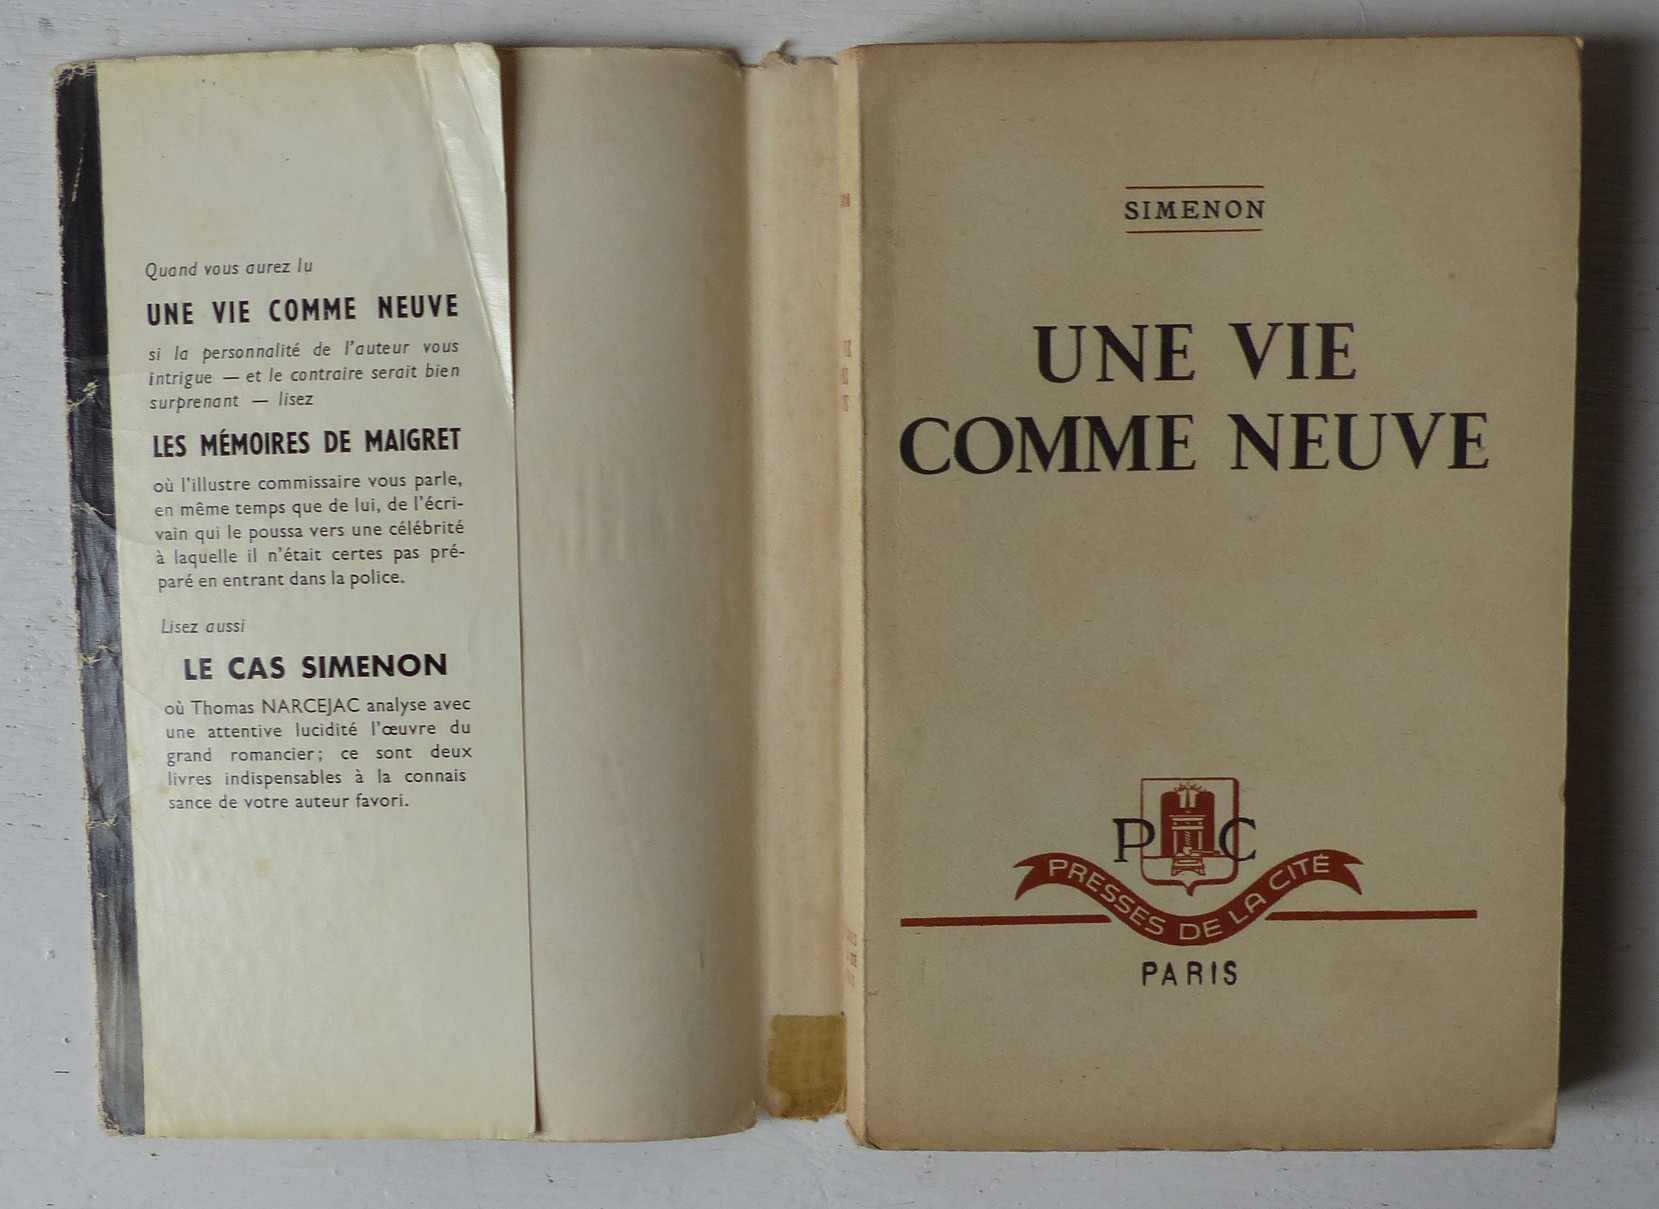 Quand vous aurez lu
UNE VIE COMME NEUVE
si la personnalité de l'auteur vous
intrigue — et le contraire serait bien
surprenant — lisez
LES MÉMOIRES DE MAIGRET
où l'illustre commissaire vous parle,
en même temps que de lui, de l'écri-
vain qui le poussa vers une célébrité
à laquelle il n'était certes pas pré-
paré en entrant dans la police.
Lisez aussi
LE CAS SIMENON
où Thomas NARCEJAC analyse avec
une attentive lucidité l'œuvre du
grand romancier; ce sont deux
livres indispensables à la connais
sance de votre auteur favori.
SIMENON
UNE VIE
COMME NEUVE
P C
PRESSES DE LA CITÉ
PARIS